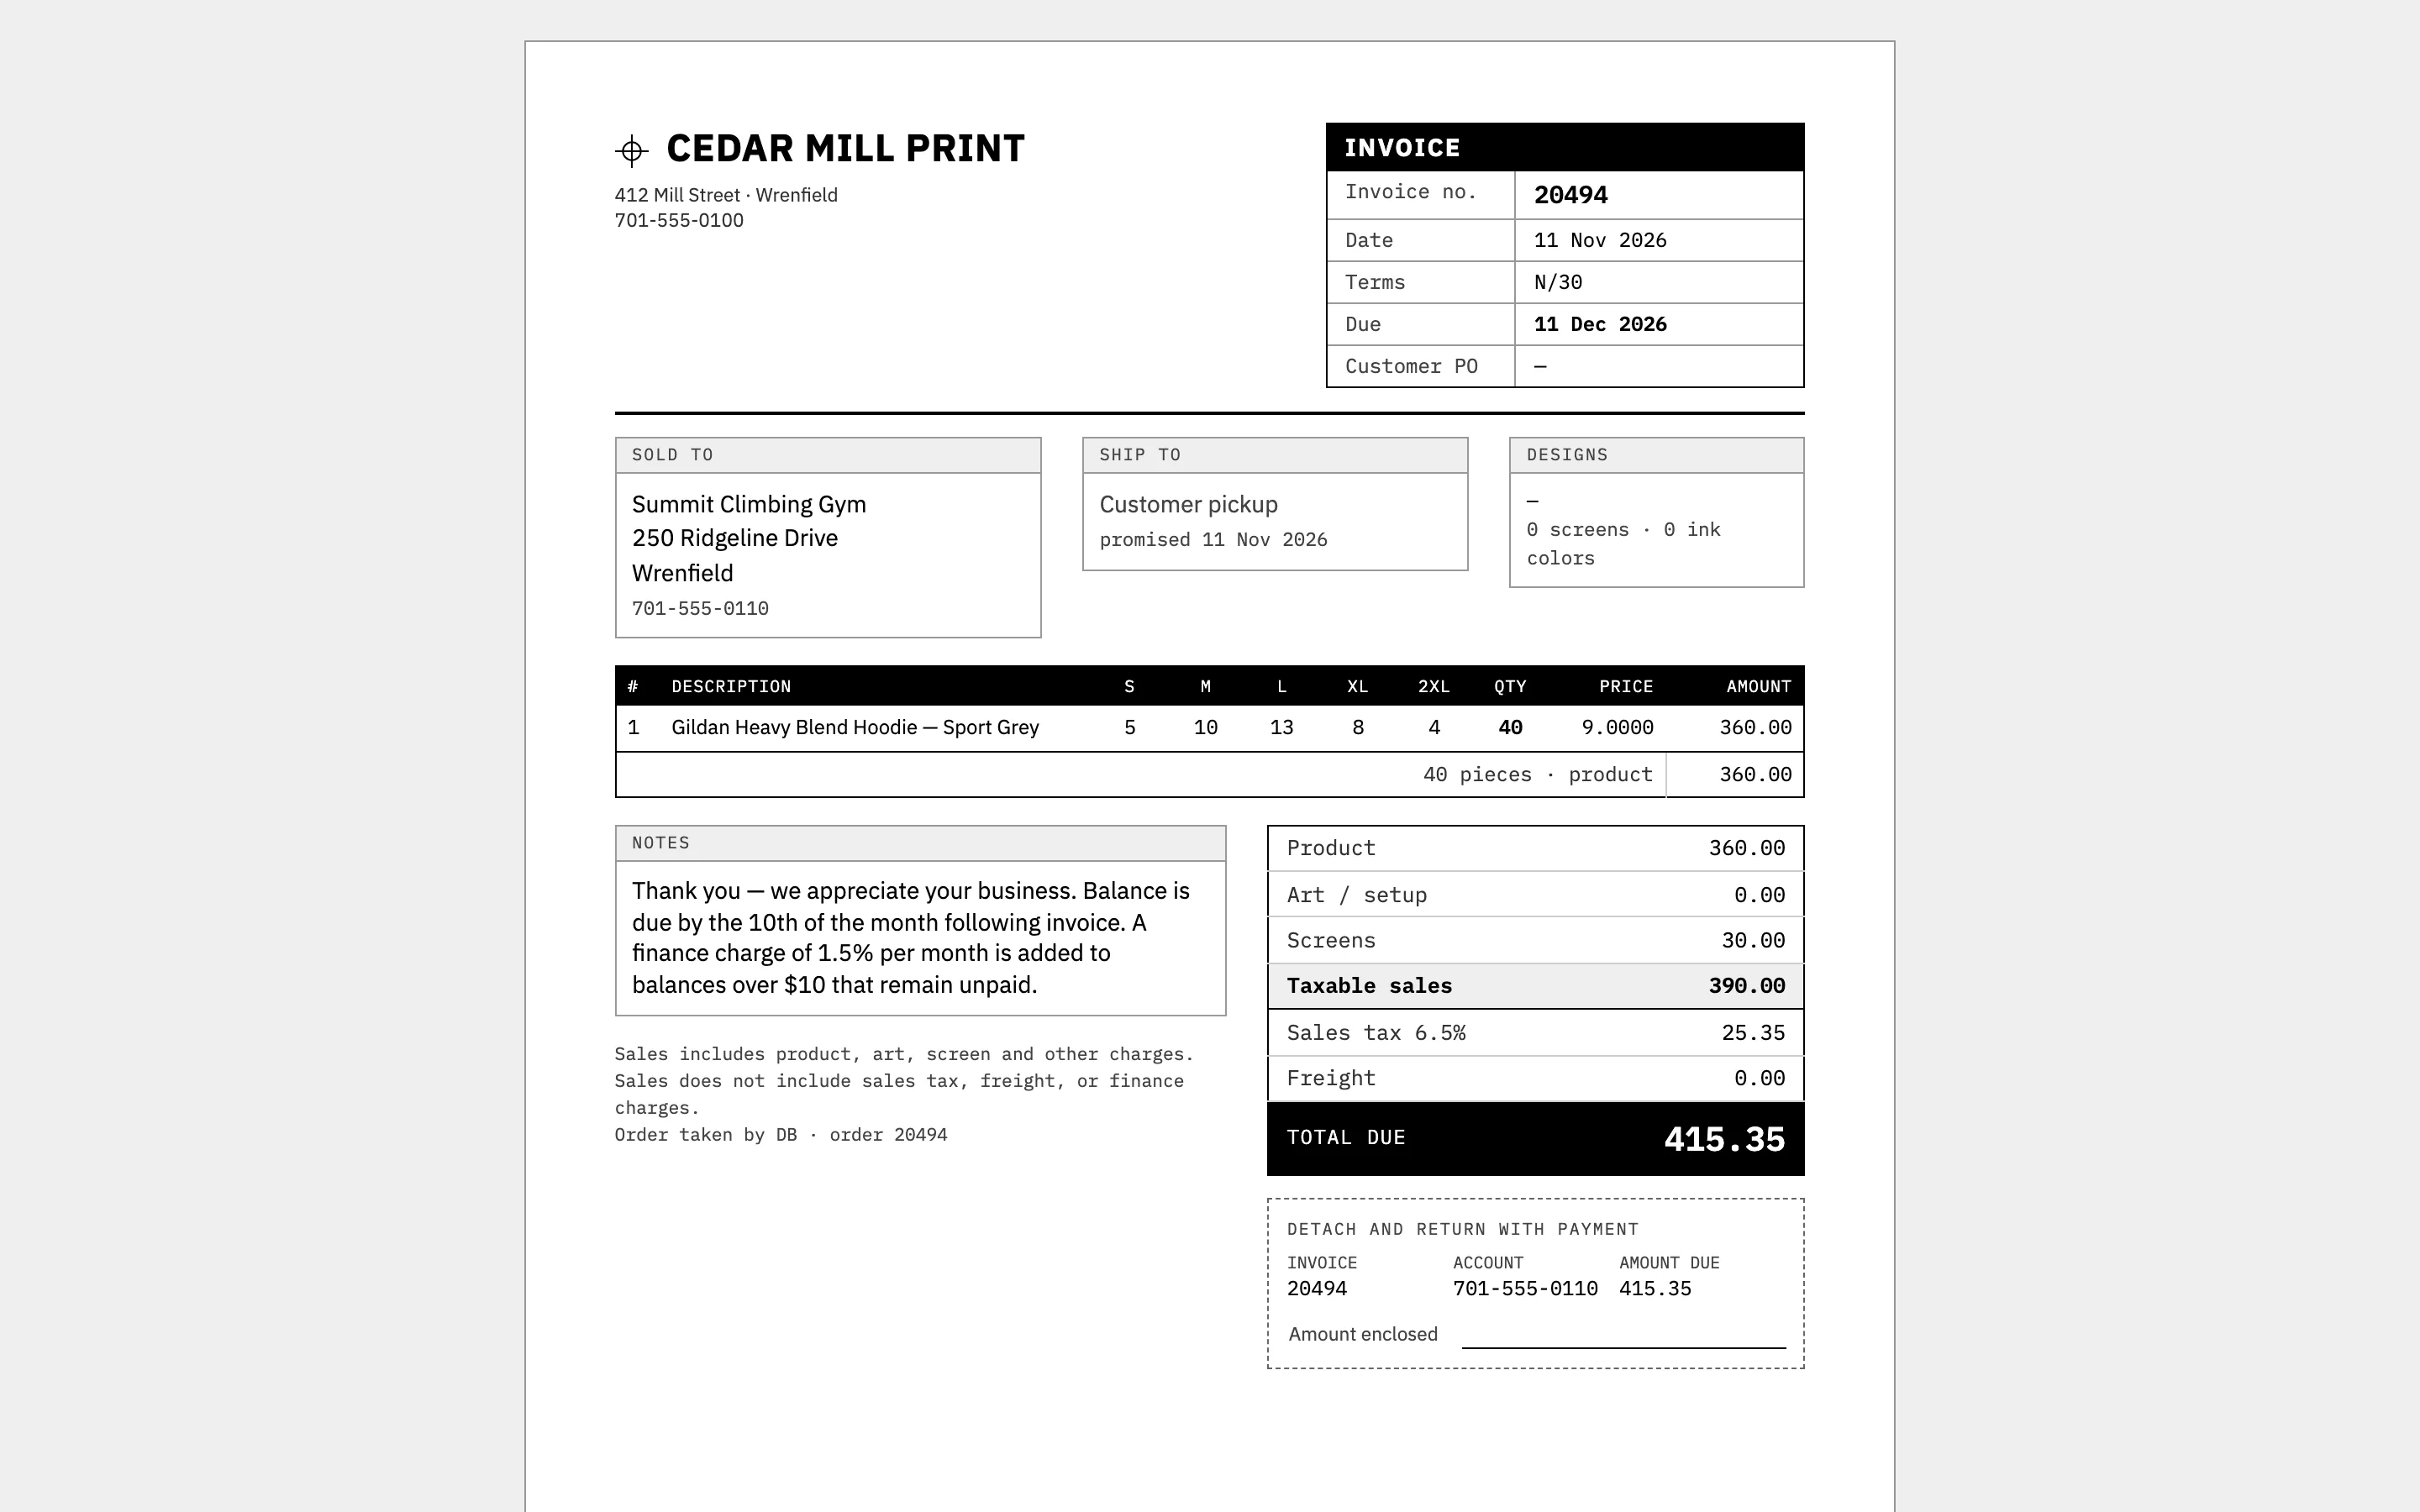 CEDAR MILL PRINT
412 Mill Street · Wrenfield
701-555-0100
INVOICE
Invoice no. 20494
Date 11 Nov 2026
Terms N/30
Due 11 Dec 2026
Customer PO —
SOLD TO
Summit Climbing Gym
250 Ridgeline Drive
Wrenfield
701-555-0110
SHIP TO
Customer pickup
promised 11 Nov 2026
DESIGNS
—
0 screens · 0 ink
colors
# DESCRIPTION S M L XL 2XL QTY PRICE AMOUNT
1 Gildan Heavy Blend Hoodie — Sport Grey 5 10 13 8 4 40 9.0000 360.00
40 pieces · product 360.00
NOTES
Thank you — we appreciate your business. Balance is
due by the 10th of the month following invoice. A
finance charge of 1.5% per month is added to
balances over $10 that remain unpaid.
Sales includes product, art, screen and other charges.
Sales does not include sales tax, freight, or finance
charges.
Order taken by DB · order 20494
Product 360.00
Art / setup 0.00
Screens 30.00
Taxable sales 390.00
Sales tax 6.5% 25.35
Freight 0.00
TOTAL DUE 415.35
DETACH AND RETURN WITH PAYMENT
INVOICE ACCOUNT AMOUNT DUE
20494 701-555-0110 415.35
Amount enclosed